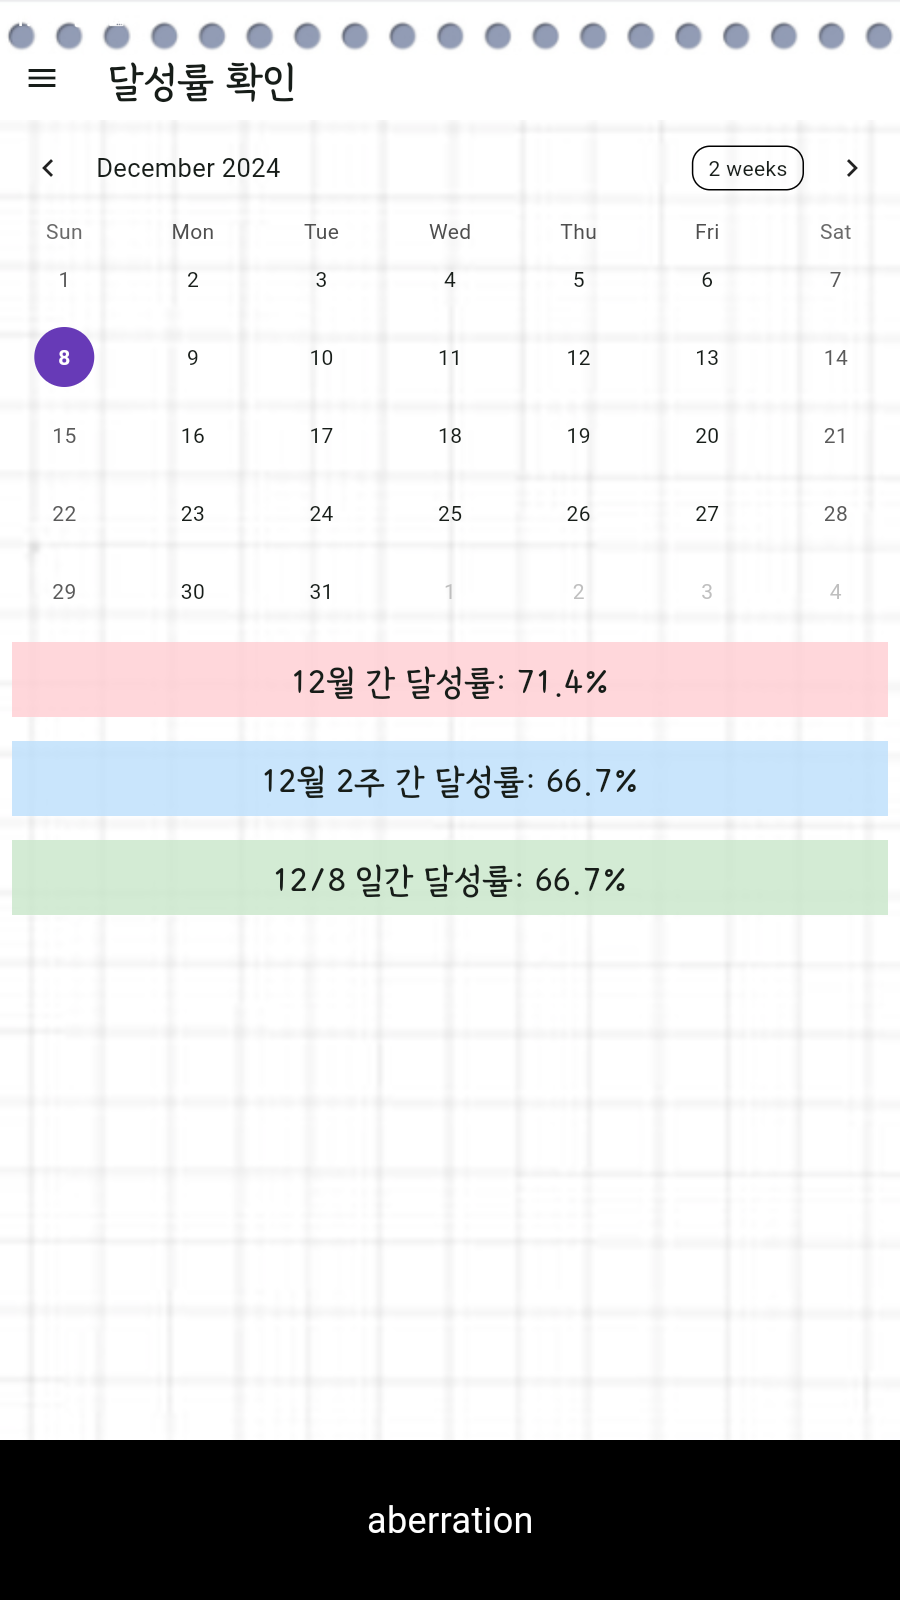 달성률 확인
December 2024 2 weeks
Sun Mon Tue Wed Thu Fri Sat
1 2 3 4 5 6 7
8 9 10 11 12 13 14
15 16 17 18 19 20 21
22 23 24 25 26 27 28
29 30 31 1 2 3 4
12월 간 달성률: 71.4%
12월 2주 간 달성률: 66.7%
12/8 일간 달성률: 66.7%
aberration